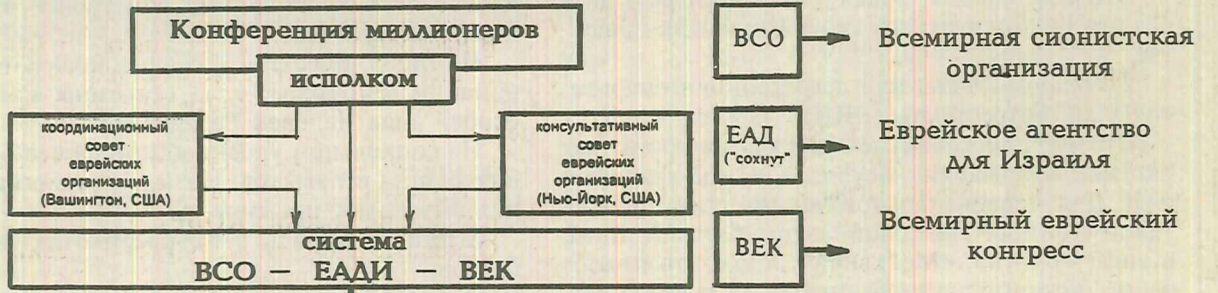 Конференция миллионеров
исполком
координационный
совет
еврейских
организаций
(Вашингтон, США)
консультативный
совет
еврейских
организаций
(Нью-Йорк, США)
система
ВСО – ЕАДИ – ВЕК
ВСО
Всемирная сионистская
организация
ЕАД
("сохнут"
Еврейское агентство
для Израиля
ВЕК
Всемирный еврейский
конгресс